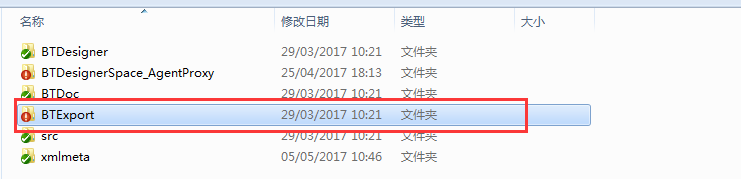 名称 修改日期 类型 大小
BTDesigner 29/03/2017 10:21 文件夹
BTDesignerSpace_AgentProxy 25/04/2017 18:13 文件夹
BTDoc 29/03/2017 10:21 文件夹
BTExport 29/03/2017 10:21 文件夹
src 29/03/2017 10:21 文件夹
xmlmeta 05/05/2017 10:46 文件夹